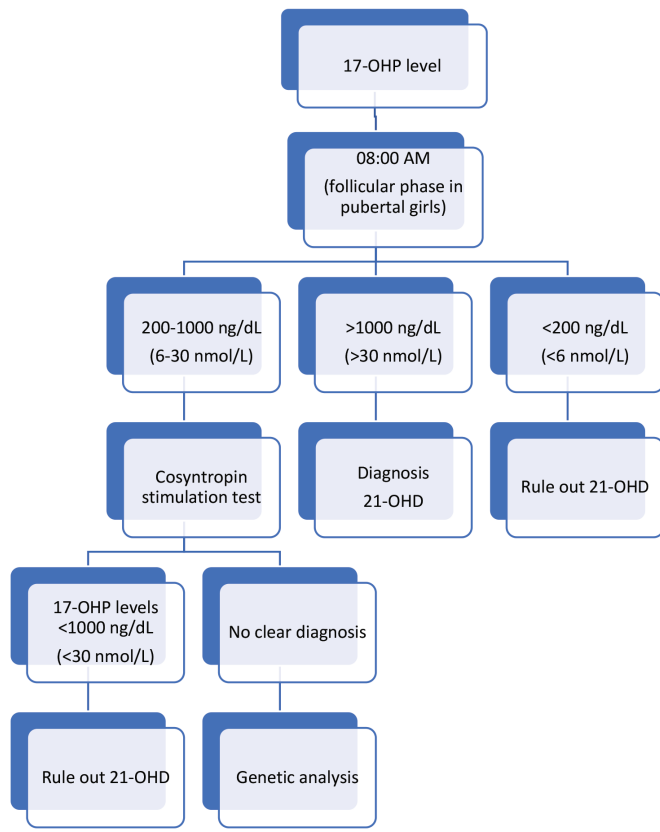 17-OHP level
08:00 AM
(follicular phase in
pubertal girls)
200-1000 ng/dL
(6-30 nmol/L)
>1000 ng/dL
(>30 nmol/L)
<200 ng/dL
(<6 nmol/L)
Cosyntropin
stimulation test
Diagnosis
21-OHD
Rule out 21-OHD
17-OHP levels
<1000 ng/dL
(<30 nmol/L)
No clear diagnosis
Rule out 21-OHD
Genetic analysis